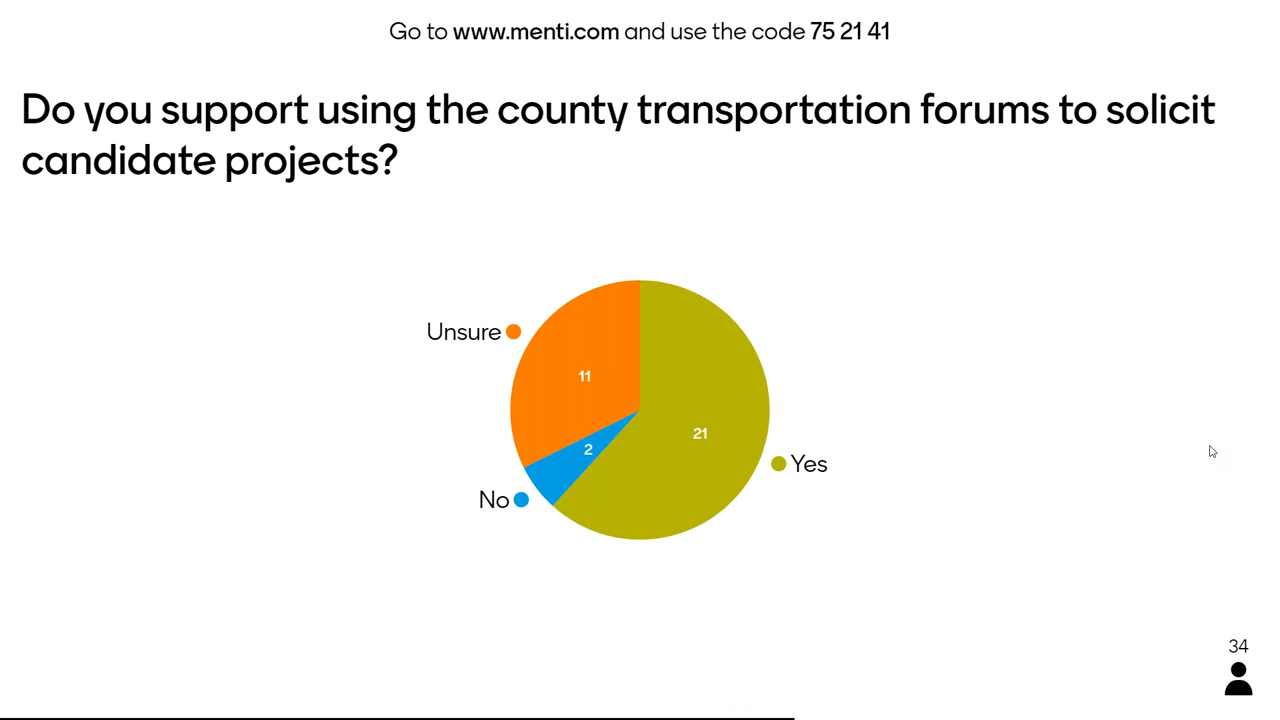 Go to www.menti.com and use the code 75 21 41
Do you support using the county transportation forums to solicit
candidate projects?
Unsure
11
2
21
Yes
No
34